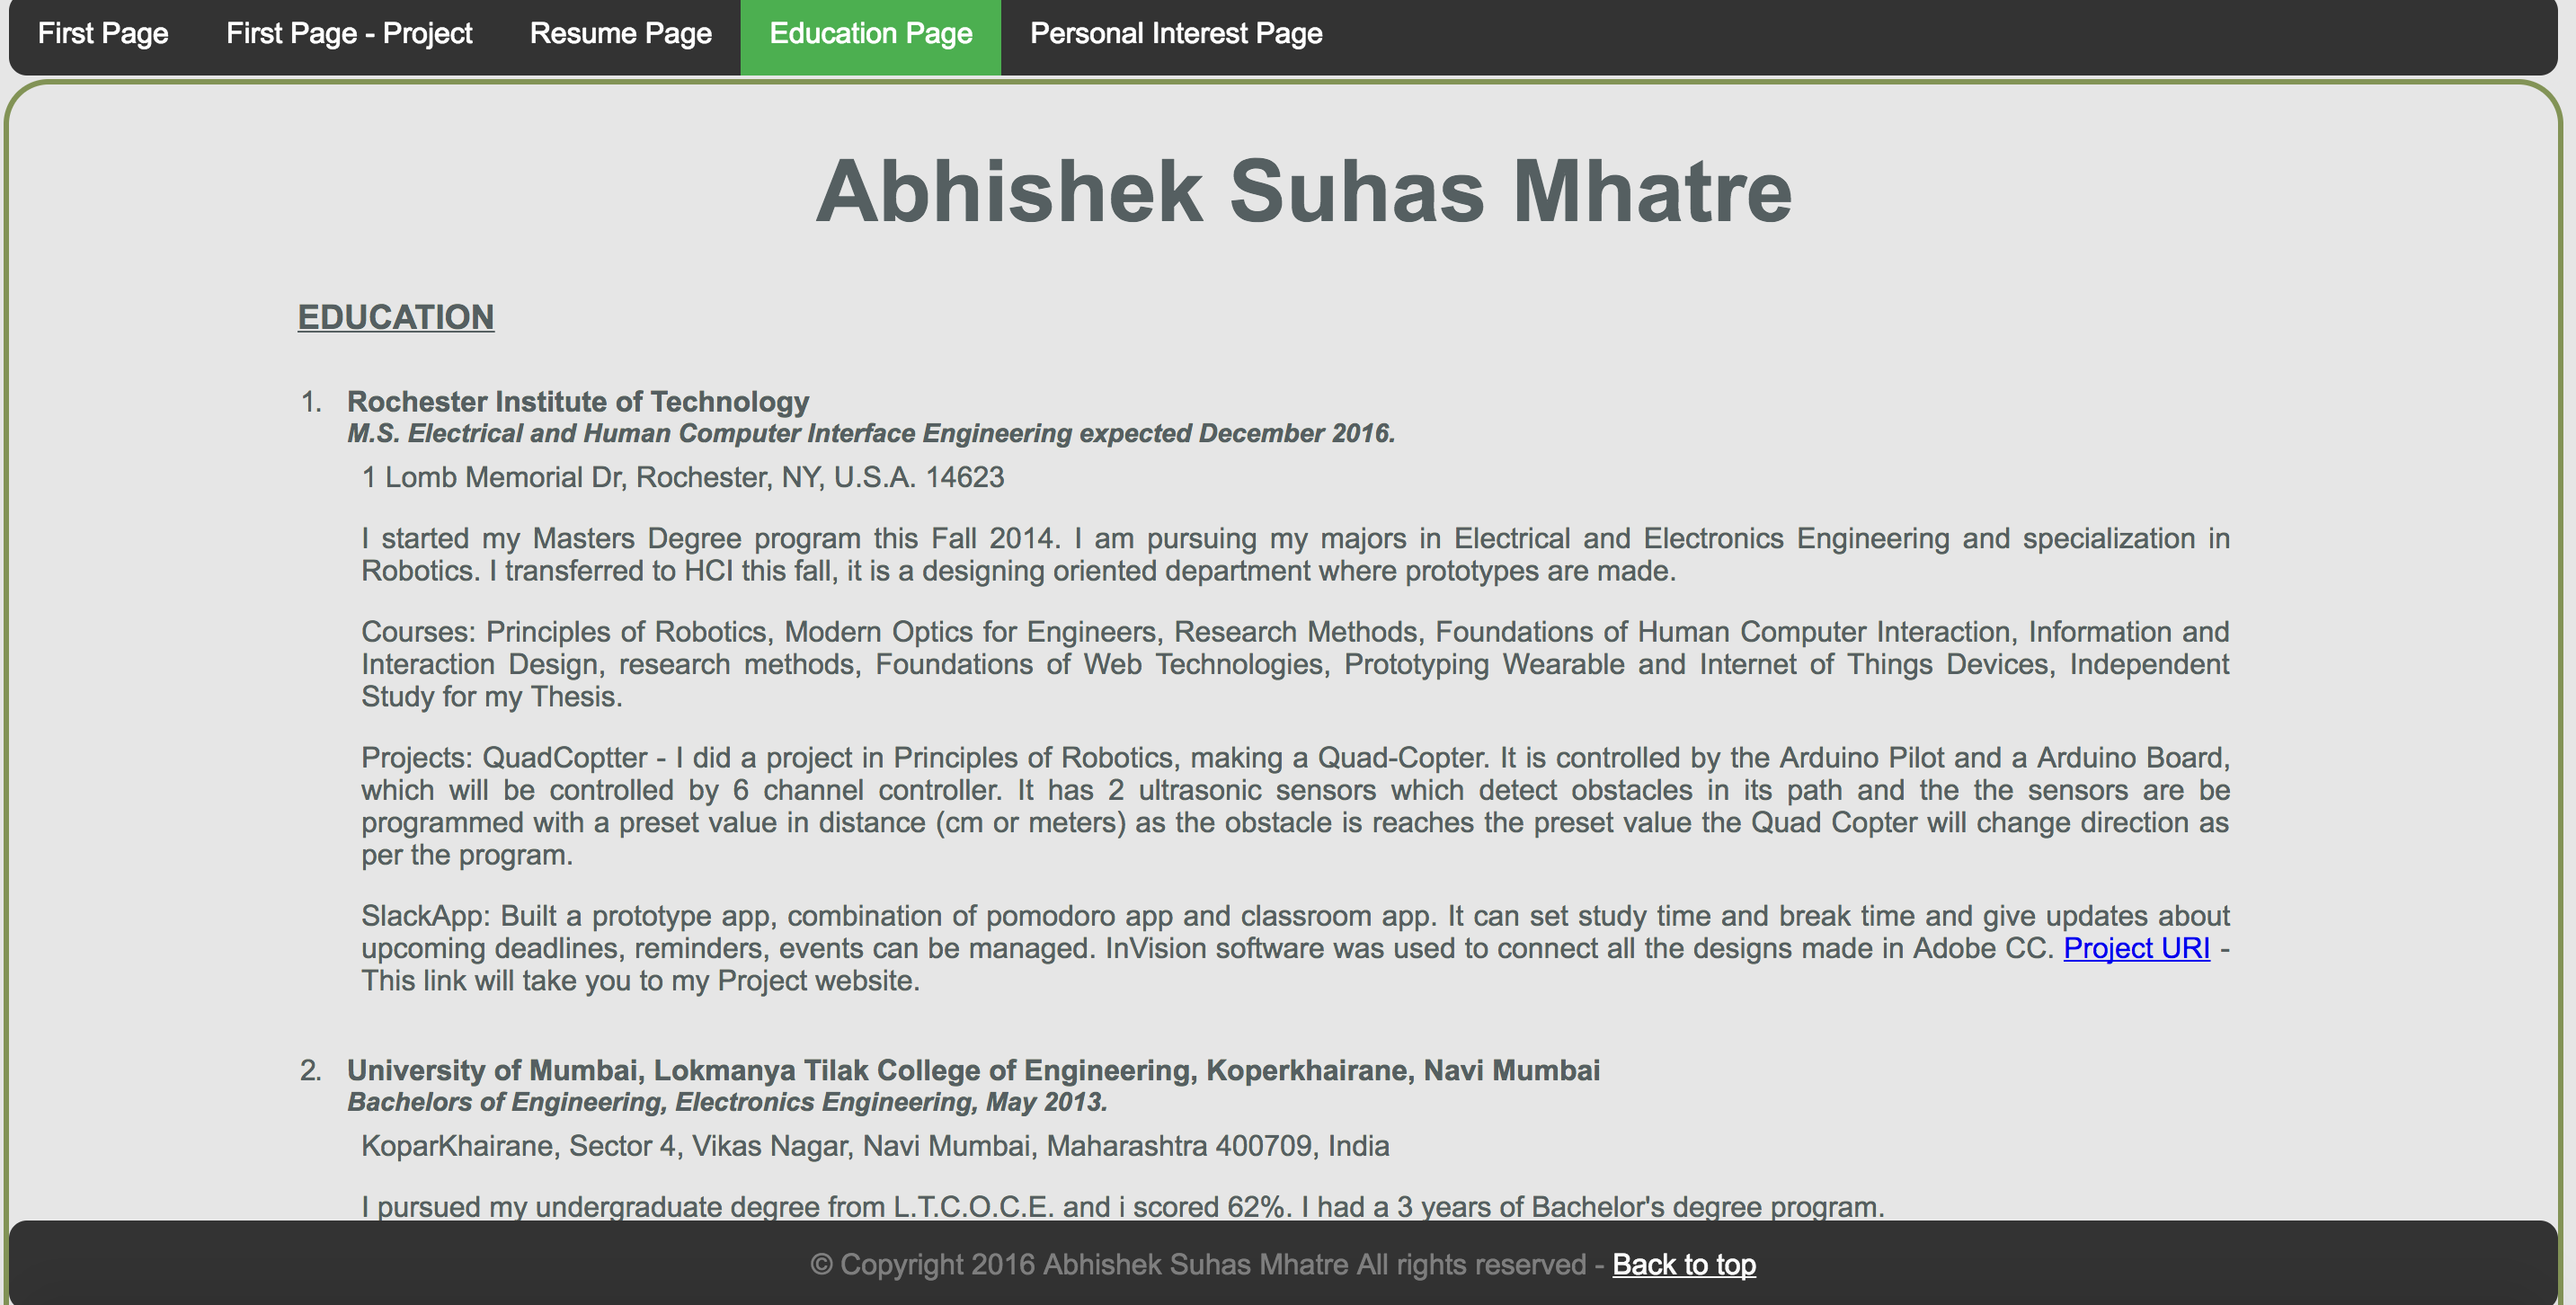 First Page First Page - Project Resume Page Education Page Personal Interest Page
Abhishek Suhas Mhatre
EDUCATION
1. Rochester Institute of Technology
M.S. Electrical and Human Computer Interface Engineering expected December 2016.
1 Lomb Memorial Dr, Rochester, NY, U.S.A. 14623
I started my Masters Degree program this Fall 2014. I am pursuing my majors in Electrical and Electronics Engineering and specialization in
Robotics. I transferred to HCI this fall, it is a designing oriented department where prototypes are made.
Courses: Principles of Robotics, Modern Optics for Engineers, Research Methods, Foundations of Human Computer Interaction, Information and
Interaction Design, research methods, Foundations of Web Technologies, Prototyping Wearable and Internet of Things Devices, Independent
Study for my Thesis.
Projects: QuadCoptter - I did a project in Principles of Robotics, making a Quad-Copter. It is controlled by the Arduino Pilot and a Arduino Board,
which will be controlled by 6 channel controller. It has 2 ultrasonic sensors which detect obstacles in its path and the the sensors are be
programmed with a preset value in distance (cm or meters) as the obstacle is reaches the preset value the Quad Copter will change direction as
per the program.
SlackApp: Built a prototype app, combination of pomodoro app and classroom app. It can set study time and break time and give updates about
upcoming deadlines, reminders, events can be managed. InVision software was used to connect all the designs made in Adobe CC. Project URI -
This link will take you to my Project website.
2. University of Mumbai, Lokmanya Tilak College of Engineering, Koperkhairane, Navi Mumbai
Bachelors of Engineering, Electronics Engineering, May 2013.
KoparKhairane, Sector 4, Vikas Nagar, Navi Mumbai, Maharashtra 400709, India
I pursued my undergraduate degree from L.T.C.O.C.E. and i scored 62%. I had a 3 years of Bachelor's degree program.
© Copyright 2016 Abhishek Suhas Mhatre All rights reserved - Back to top